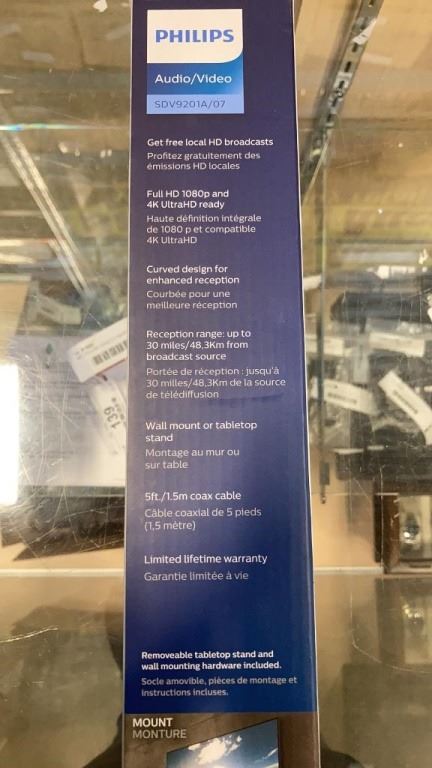 PHILIPS
Audio/Video
SDV9201A/07
Get free local HD broadcasts
Profitez gratuitement des
émissions HD locales
Full HD 1080p and
4K UltraHD ready
Haute définition intégrale
de 1080 p et compatible
4K UltraHD
Curved design for
enhanced reception
Courbée pour une
meilleure réception
Reception range: up to
30 miles/48,3Km from
broadcast source
Portée de réception : jusqu'à
30 milles/48,3Km de la source
de télédiffusion
Wall mount or tabletop
stand
Montage au mur ou
sur table
5ft./1.5m coax cable
Câble coaxial de 5 pieds
(1,5 mètre)
Limited lifetime warranty
Garantie limitée à vie
Removeable tabletop stand and
wall mounting hardware included.
Socle amovible, pièces de montage et
instructions incluses.
MOUNT
MONTURE
139